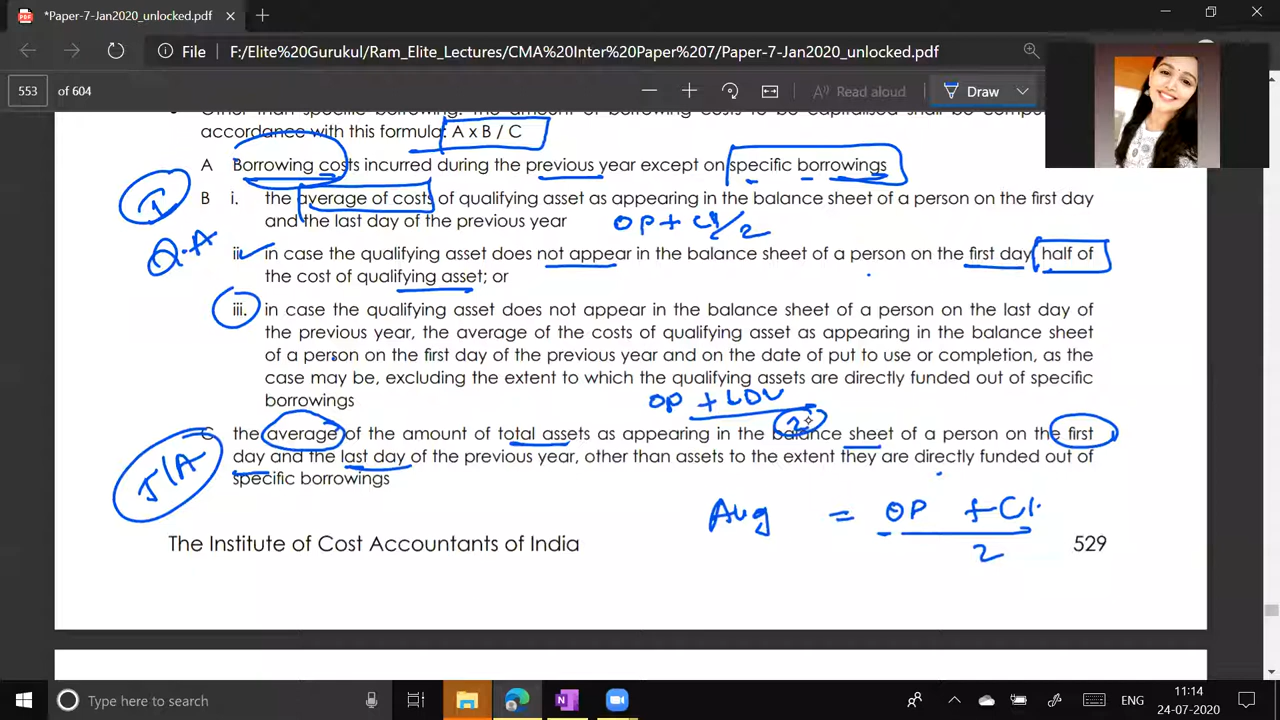 *Paper-7-Jan2020_unlocked.pdf
File F:/Elite%20Gurukul/Ram_Elite_Lectures/CMA%20Inter%20Paper%207/Paper-7-Jan2020_unlocked.pdf
553 of 604 Read aloud Draw
accordance with this formula: A x B / C
A Borrowing costs incurred during the previous year except on specific borrowings
B i. the average of costs of qualifying asset as appearing in the balance sheet of a person on the first day
I
and the last day of the previous year OP + Cl/2
Q.A
ii. in case the qualifying asset does not appear in the balance sheet of a person on the first day half of
the cost of qualifying asset; or
iii. in case the qualifying asset does not appear in the balance sheet of a person on the last day of
the previous year, the average of the costs of qualifying asset as appearing in the balance sheet
of a person on the first day of the previous year and on the date of put to use or completion, as the
case may be, excluding the extent to which the qualifying assets are directly funded out of specific
borrowings
OP +
2
C the average of the amount of total assets as appearing in the balance sheet of a person on the first
day and the last day of the previous year, other than assets to the extent they are directly funded out of
T/A
specific borrowings
Avg = OP + Cl
2
The Institute of Cost Accountants of India 529
Type here to search
ENG
11:14
24-07-2020